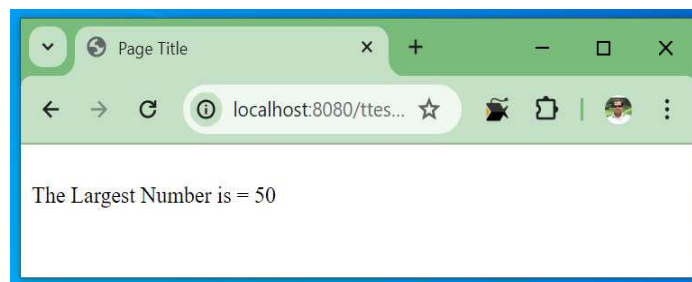 Page Title
localhost:8080/ttes...
The Largest Number is = 50